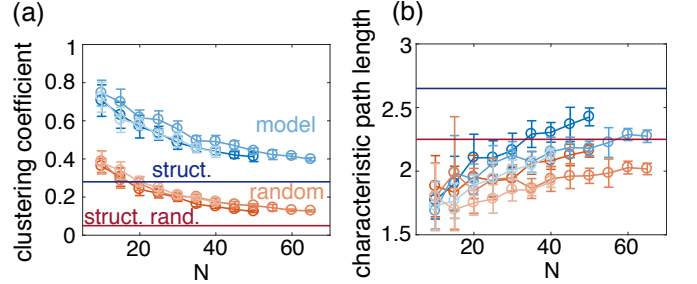 (a)
clustering coefficient
1
0.8
0.6
0.4
0.2
0
model
struct.
random
struct. rand.
20
40
60
N
(b)
characteristic path length
3
2.5
2
1.5
20
40
60
N